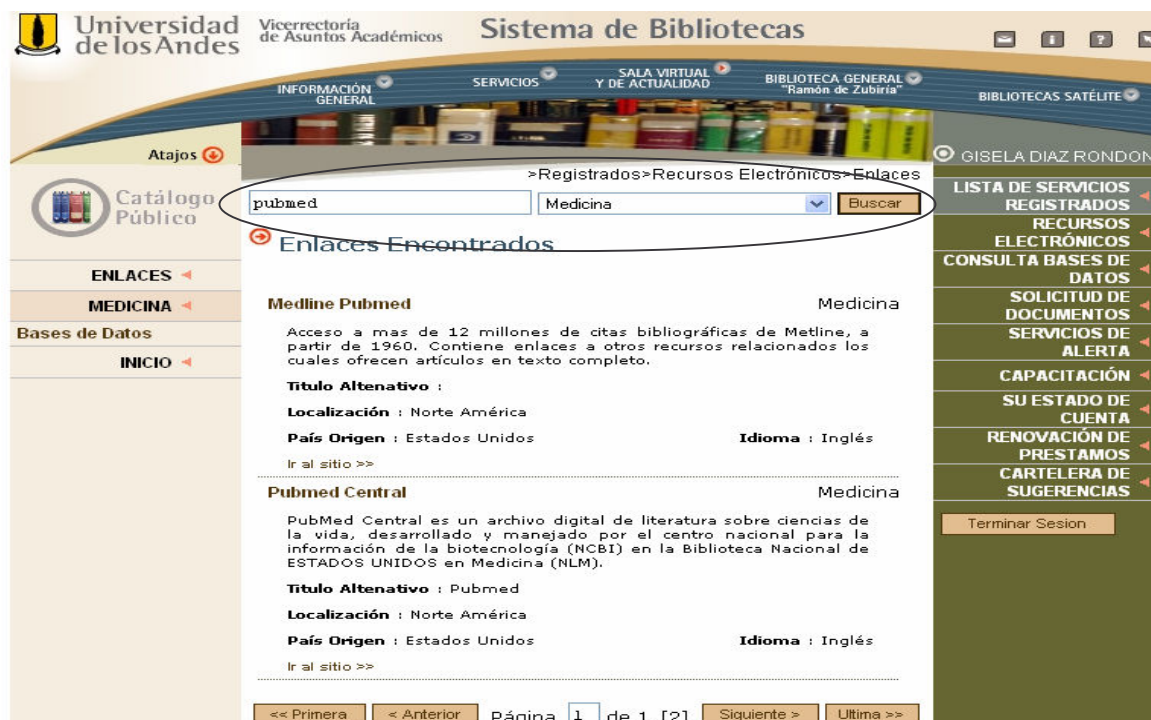 Universidad
de los Andes
Vicerrectoría
de Asuntos Académicos
Sistema de Bibliotecas
INFORMACIÓN
GENERAL
SERVICIOS
SALA VIRTUAL
Y DE ACTUALIDAD
BIBLIOTECA GENERAL
"Ramón de Zubiría"
BIBLIOTECAS SATÉLITE
Atajos
GISELA DIAZ RONDON
>Registrados>Recursos Electrónicos>Enlaces
Catálogo
Público
pubmed
Medicina
Buscar
Enlaces Encontrados
ENLACES
MEDICINA
Bases de Datos
INICIO
Medline Pubmed
Medicina
Acceso a mas de 12 millones de citas bibliográficas de Metline, a
partir de 1960. Contiene enlaces a otros recursos relacionados los
cuales ofrecen artículos en texto completo.
Titulo Altenativo :
Localización : Norte América
País Origen : Estados Unidos
Idioma : Inglés
Ir al sitio >>
Pubmed Central
Medicina
PubMed Central es un archivo digital de literatura sobre ciencias de
la vida, desarrollado y manejado por el centro nacional para la
información de la biotecnología (NCBI) en la Biblioteca Nacional de
ESTADOS UNIDOS en Medicina (NLM).
Titulo Altenativo : Pubmed
Localización : Norte América
País Origen : Estados Unidos
Idioma : Inglés
Ir al sitio >>
<< Primera
< Anterior
Página 1 de 1 [2]
Siguiente >
Ultima >>
LISTA DE SERVICIOS
REGISTRADOS
RECURSOS
ELECTRÓNICOS
CONSULTA BASES DE
DATOS
SOLICITUD DE
DOCUMENTOS
SERVICIOS DE
ALERTA
CAPACITACIÓN
SU ESTADO DE
CUENTA
RENOVACIÓN DE
PRESTAMOS
CARTELERA DE
SUGERENCIAS
Terminar Sesion